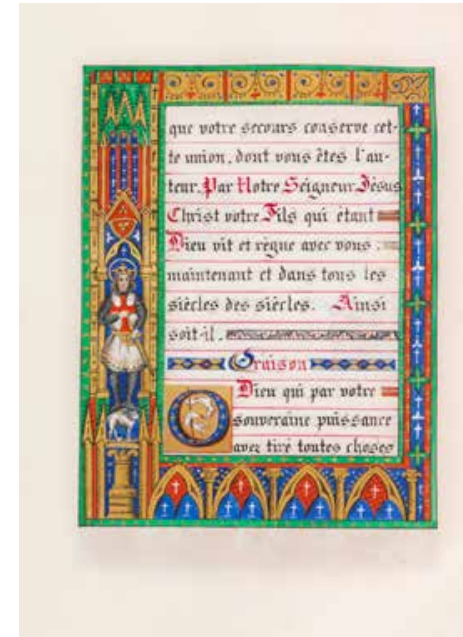 que votre secours conserve cet-
te union, dont vous êtes l'au-
teur. Par Notre Séigneur Jésus
Christ votre Fils qui étant
Dieu vit et règne avec vous :
maintenant et dans tous les
siècles des siècles. Ainsi
soit-il.
Oraison
O Dieu qui par votre
souveraine puissance
avez tiré toutes choses